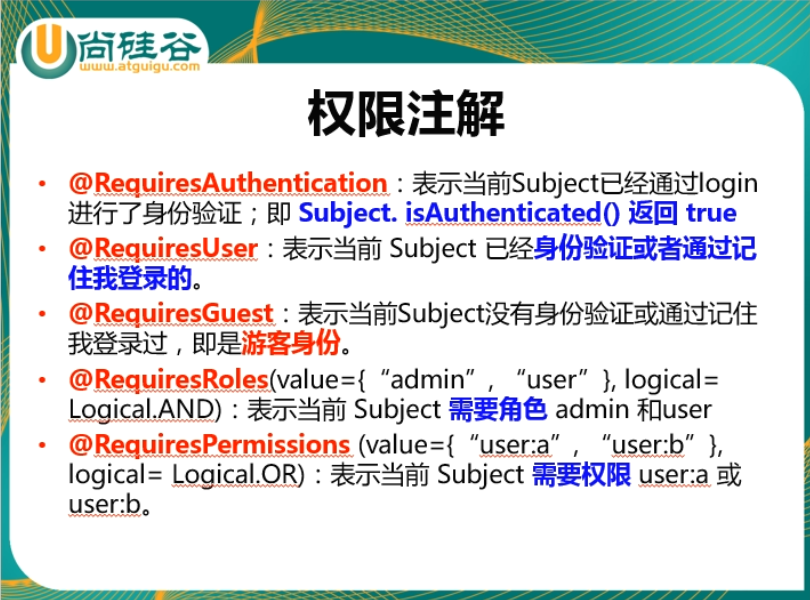 尚硅谷
www.atguigu.com
权限注解
• @RequiresAuthentication：表示当前Subject已经通过login
进行了身份验证；即 Subject. isAuthenticated() 返回 true
• @RequiresUser：表示当前 Subject 已经身份验证或者通过记
住我登录的。
• @RequiresGuest：表示当前Subject没有身份验证或通过记住
我登录过，即是游客身份。
• @RequiresRoles(value={“admin”, “user”}, logical=
Logical.AND)：表示当前 Subject 需要角色 admin 和user
• @RequiresPermissions (value={“user:a”, “user:b”},
logical= Logical.OR)：表示当前 Subject 需要权限 user:a 或
user:b。